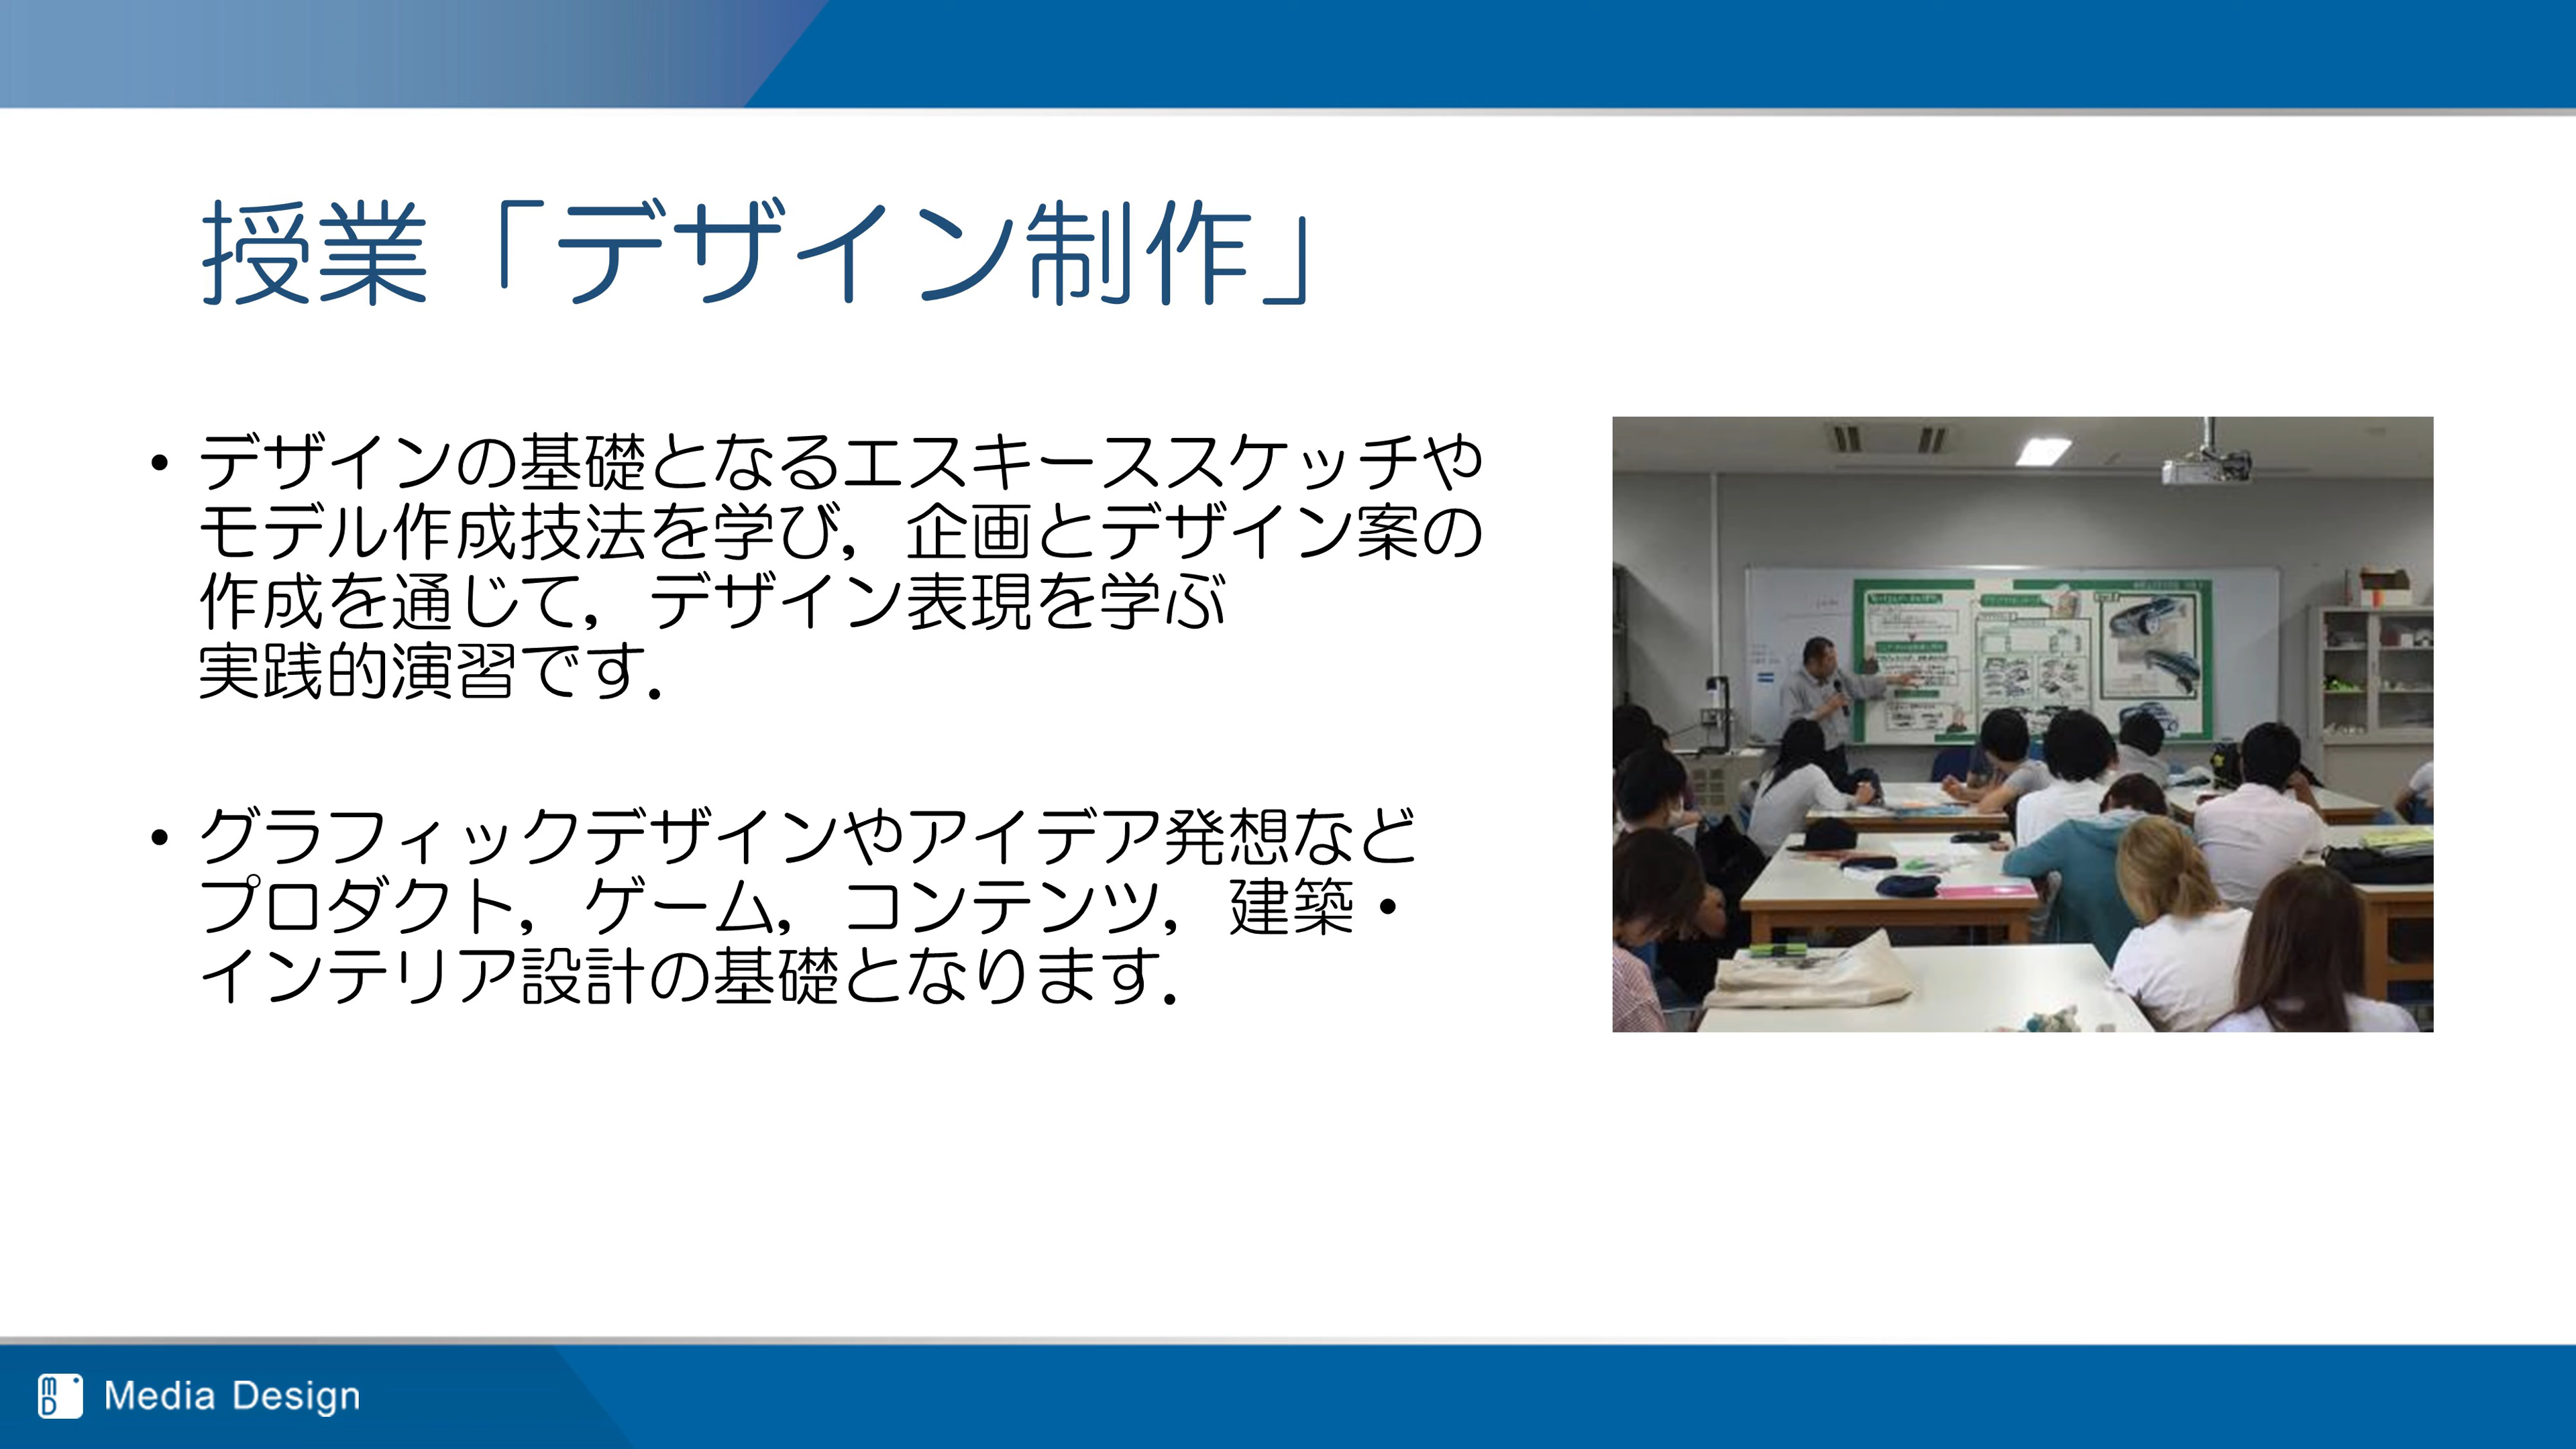 授業「デザイン制作」
• デザインの基礎となるエスキーススケッチや
モデル作成技法を学び，企画とデザイン案の
作成を通じて，デザイン表現を学ぶ
実践的演習です．
• グラフィックデザインやアイデア発想など
プロダクト，ゲーム，コンテンツ，建築・
インテリア設計の基礎となります．
mD Media Design